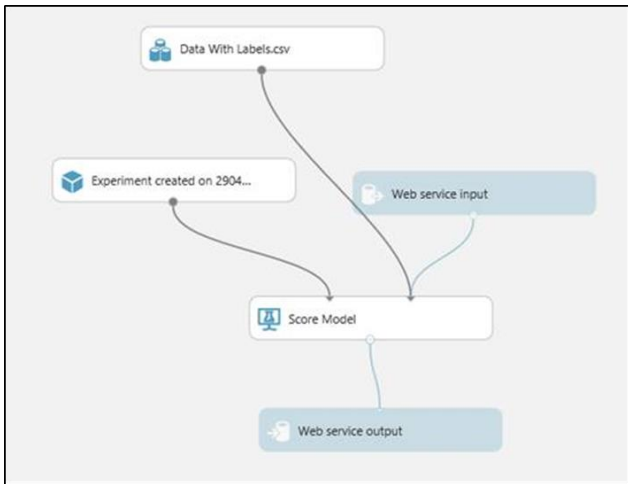 Data With Labels.csv
Experiment created on 2904...
Web service input
Score Model
Web service output